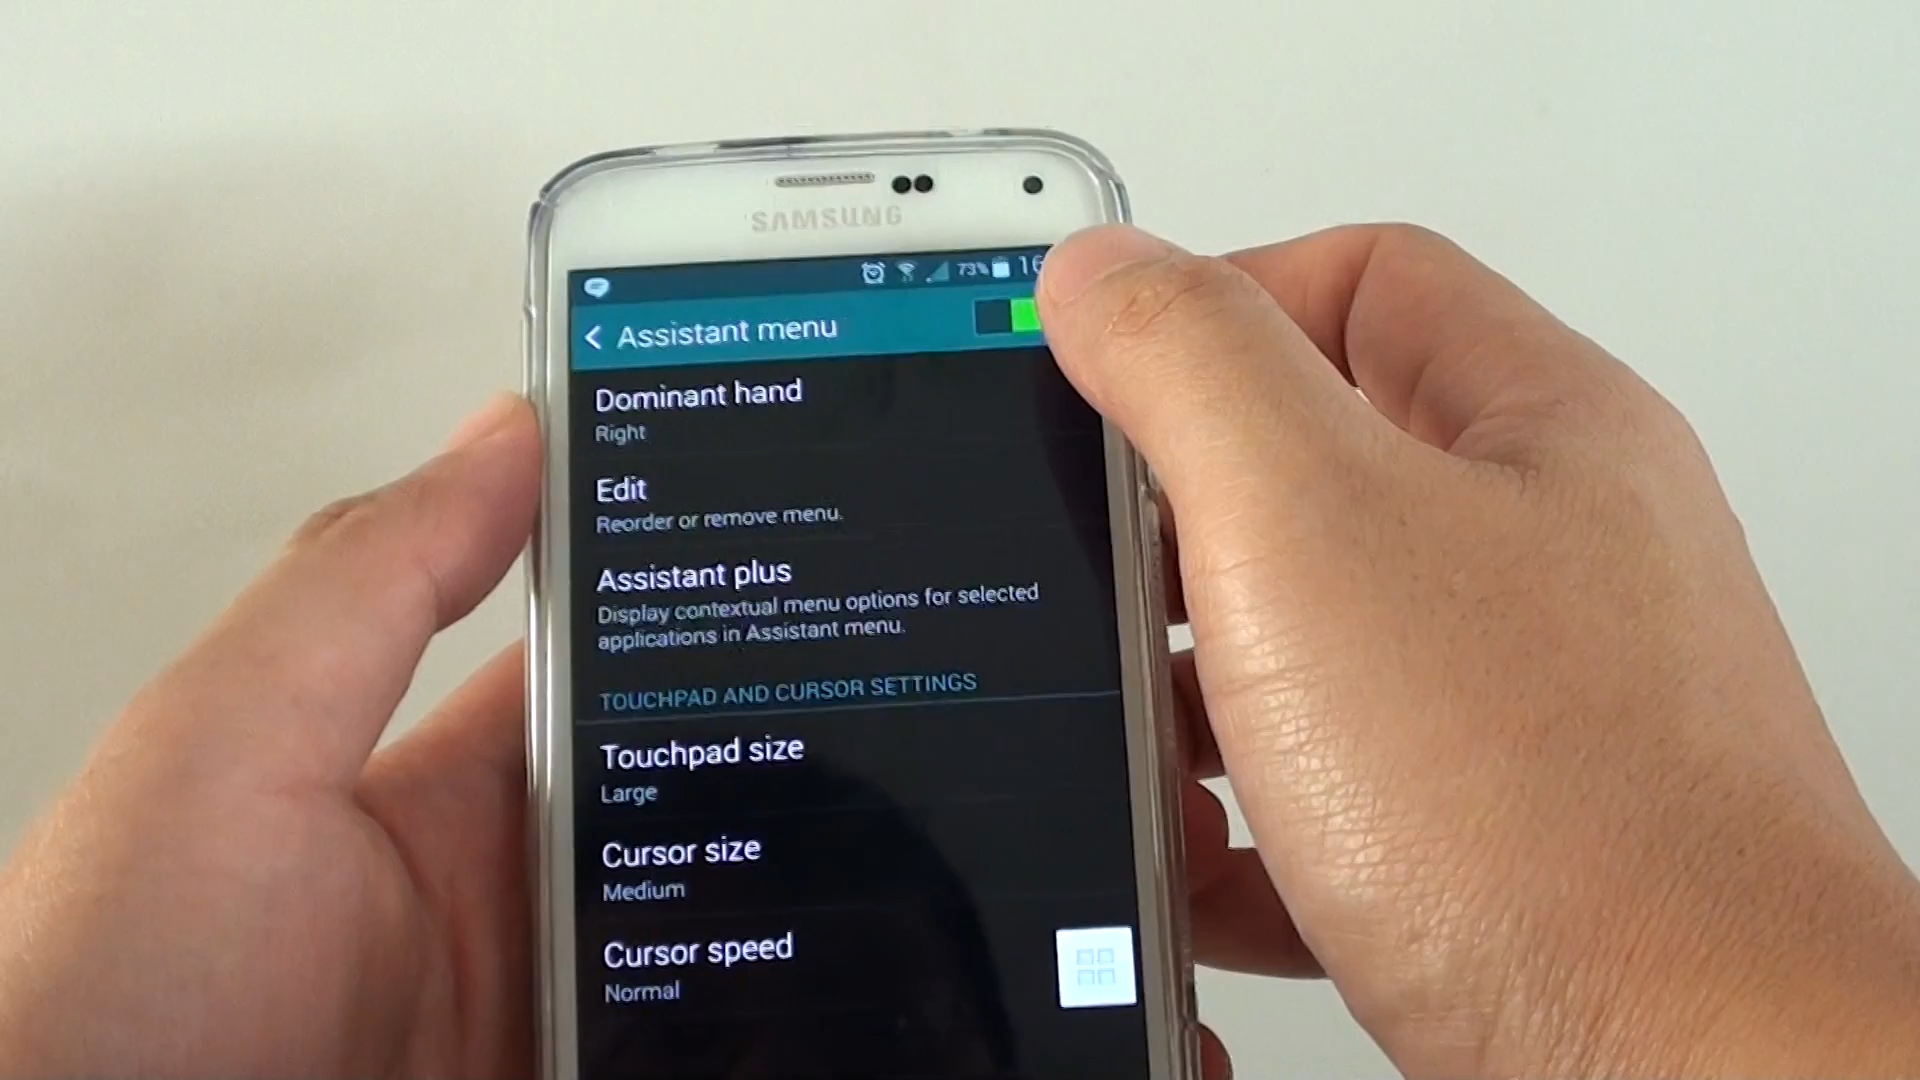 SAMSUNG
73% 16
Assistant menu
Dominant hand
Right
Edit
Reorder or remove menu.
Assistant plus
Display contextual menu options for selected
applications in Assistant menu.
TOUCHPAD AND CURSOR SETTINGS
Touchpad size
Large
Cursor size
Medium
Cursor speed
Normal